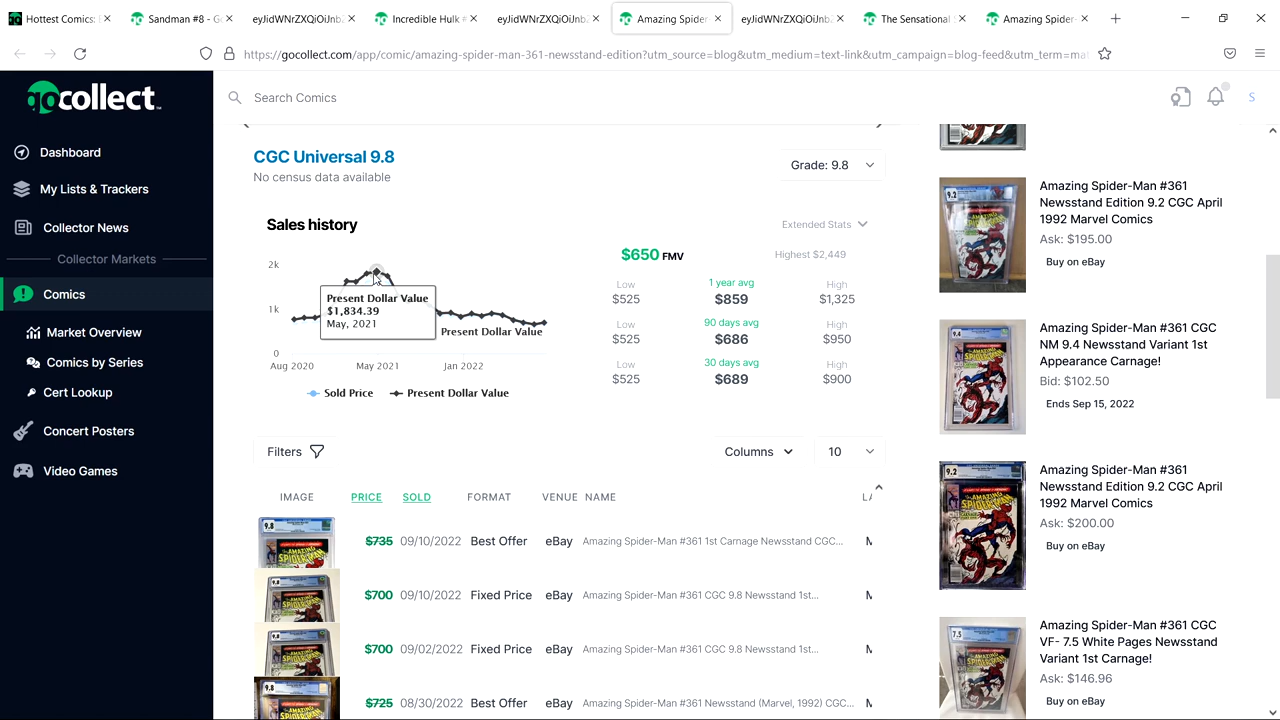 Hottest Comics:
Sandman #8 - G
eyJidWNrZXQiOiJnb2
Incredible Hulk #
eyJidWNrZXQiOiJnb2
Amazing Spider
eyJidWNrZXQiOiJnb2
The Sensational
Amazing Spider-
https://gocollect.com/app/comic/amazing-spider-man-361-newsstand-edition?utm_source=blog&utm_medium=text-link&utm_campaign=blog-feed&utm_term=ma
gocollect
Search Comics
S
Dashboard
My Lists & Trackers
Collector News
Collector Markets
Comics
Market Overview
Comics by Series
Cert Lookup
Concert Posters
Video Games
CGC Universal 9.8
No census data available
Grade: 9.8
Sales history
Extended Stats
2k
1k
0
Present Dollar Value
$1,834.39
May, 2021
Present Dollar Value
Aug 2020 May 2021 Jan 2022
Sold Price Present Dollar Value
$650 FMV
Highest $2,449
Low 1 year avg High
$525 $859 $1,325
Low 90 days avg High
$525 $686 $950
Low 30 days avg High
$525 $689 $900
Filters
Columns
10
IMAGE PRICE SOLD FORMAT VENUE NAME
$735 09/10/2022 Best Offer eBay Amazing Spider-Man #361 1st Carnage Newsstand CGC...
$700 09/10/2022 Fixed Price eBay Amazing Spider-Man #361 CGC 9.8 Newsstand 1st...
$700 09/02/2022 Fixed Price eBay Amazing Spider-Man #361 CGC 9.8 Newsstand 1st...
$725 08/30/2022 Best Offer eBay Amazing Spider-Man #361 Newsstand (Marvel, 1992) CGC...
Amazing Spider-Man #361
Newsstand Edition 9.2 CGC April
1992 Marvel Comics
Ask: $195.00
Buy on eBay
Amazing Spider-Man #361 CGC
NM 9.4 Newsstand Variant 1st
Appearance Carnage!
Bid: $102.50
Ends Sep 15, 2022
Amazing Spider-Man #361
Newsstand Edition 9.2 CGC April
1992 Marvel Comics
Ask: $200.00
Buy on eBay
Amazing Spider-Man #361 CGC
VF- 7.5 White Pages Newsstand
Variant 1st Carnage!
Ask: $146.96
Buy on eBay